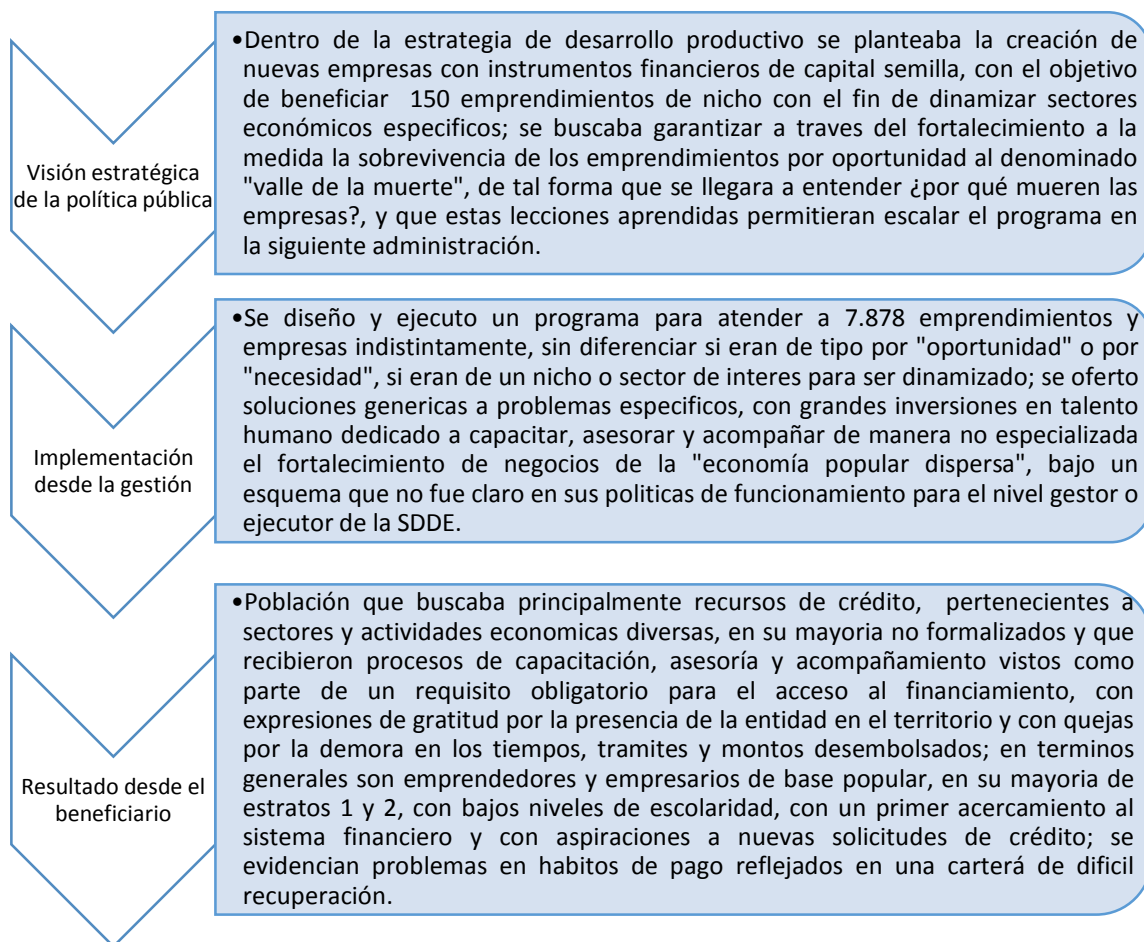 Visión estratégica
de la política pública
•Dentro de la estrategia de desarrollo productivo se planteaba la creación de
nuevas empresas con instrumentos financieros de capital semilla, con el objetivo
de beneficiar 150 emprendimientos de nicho con el fin de dinamizar sectores
económicos especificos; se buscaba garantizar a traves del fortalecimiento a la
medida la sobrevivencia de los emprendimientos por oportunidad al denominado
"valle de la muerte", de tal forma que se llegara a entender ¿por qué mueren las
empresas?, y que estas lecciones aprendidas permitieran escalar el programa en
la siguiente administración.
Implementación
desde la gestión
•Se diseño y ejecuto un programa para atender a 7.878 emprendimientos y
empresas indistintamente, sin diferenciar si eran de tipo por "oportunidad" o por
"necesidad", si eran de un nicho o sector de interes para ser dinamizado; se oferto
soluciones genericas a problemas especificos, con grandes inversiones en talento
humano dedicado a capacitar, asesorar y acompañar de manera no especializada
el fortalecimiento de negocios de la "economía popular dispersa", bajo un
esquema que no fue claro en sus politicas de funcionamiento para el nivel gestor o
ejecutor de la SDDE.
Resultado desde el
beneficiario
•Población que buscaba principalmente recursos de crédito, pertenecientes a
sectores y actividades economicas diversas, en su mayoria no formalizados y que
recibieron procesos de capacitación, asesoría y acompañamiento vistos como
parte de un requisito obligatorio para el acceso al financiamiento, con
expresiones de gratitud por la presencia de la entidad en el territorio y con quejas
por la demora en los tiempos, tramites y montos desembolsados; en terminos
generales son emprendedores y empresarios de base popular, en su mayoria de
estratos 1 y 2, con bajos niveles de escolaridad, con un primer acercamiento al
sistema financiero y con aspiraciones a nuevas solicitudes de crédito; se
evidencian problemas en habitos de pago reflejados en una carterá de dificil
recuperación.